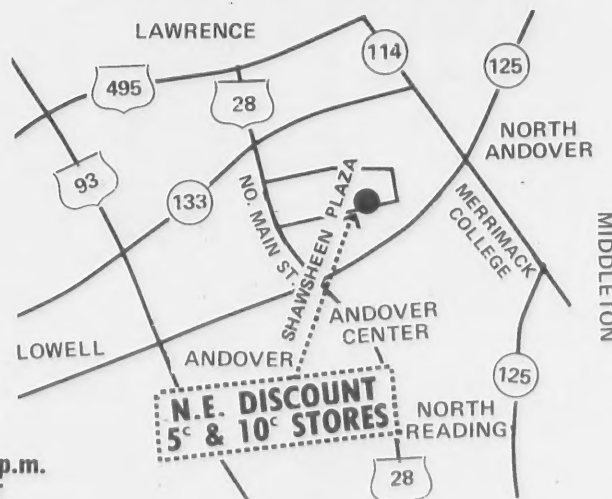 LAWRENCE
114
125
495
28
NORTH
ANDOVER
93
133
NO. MAIN ST.
SHAWSHEEN PLAZA
MERRIMACK
COLLEGE
MIDDLETON
LOWELL
ANDOVER
ANDOVER
CENTER
N.E. DISCOUNT
5¢ & 10¢ STORES
125
NORTH
READING
p.m.
28